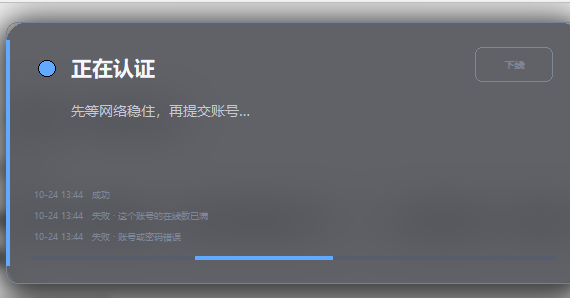 正在认证
下线
先等网络稳住，再提交账号...
10-24 13:44 成功
10-24 13:44 失败 · 这个账号的在线数已满
10-24 13:44 失败 · 账号或密码错误